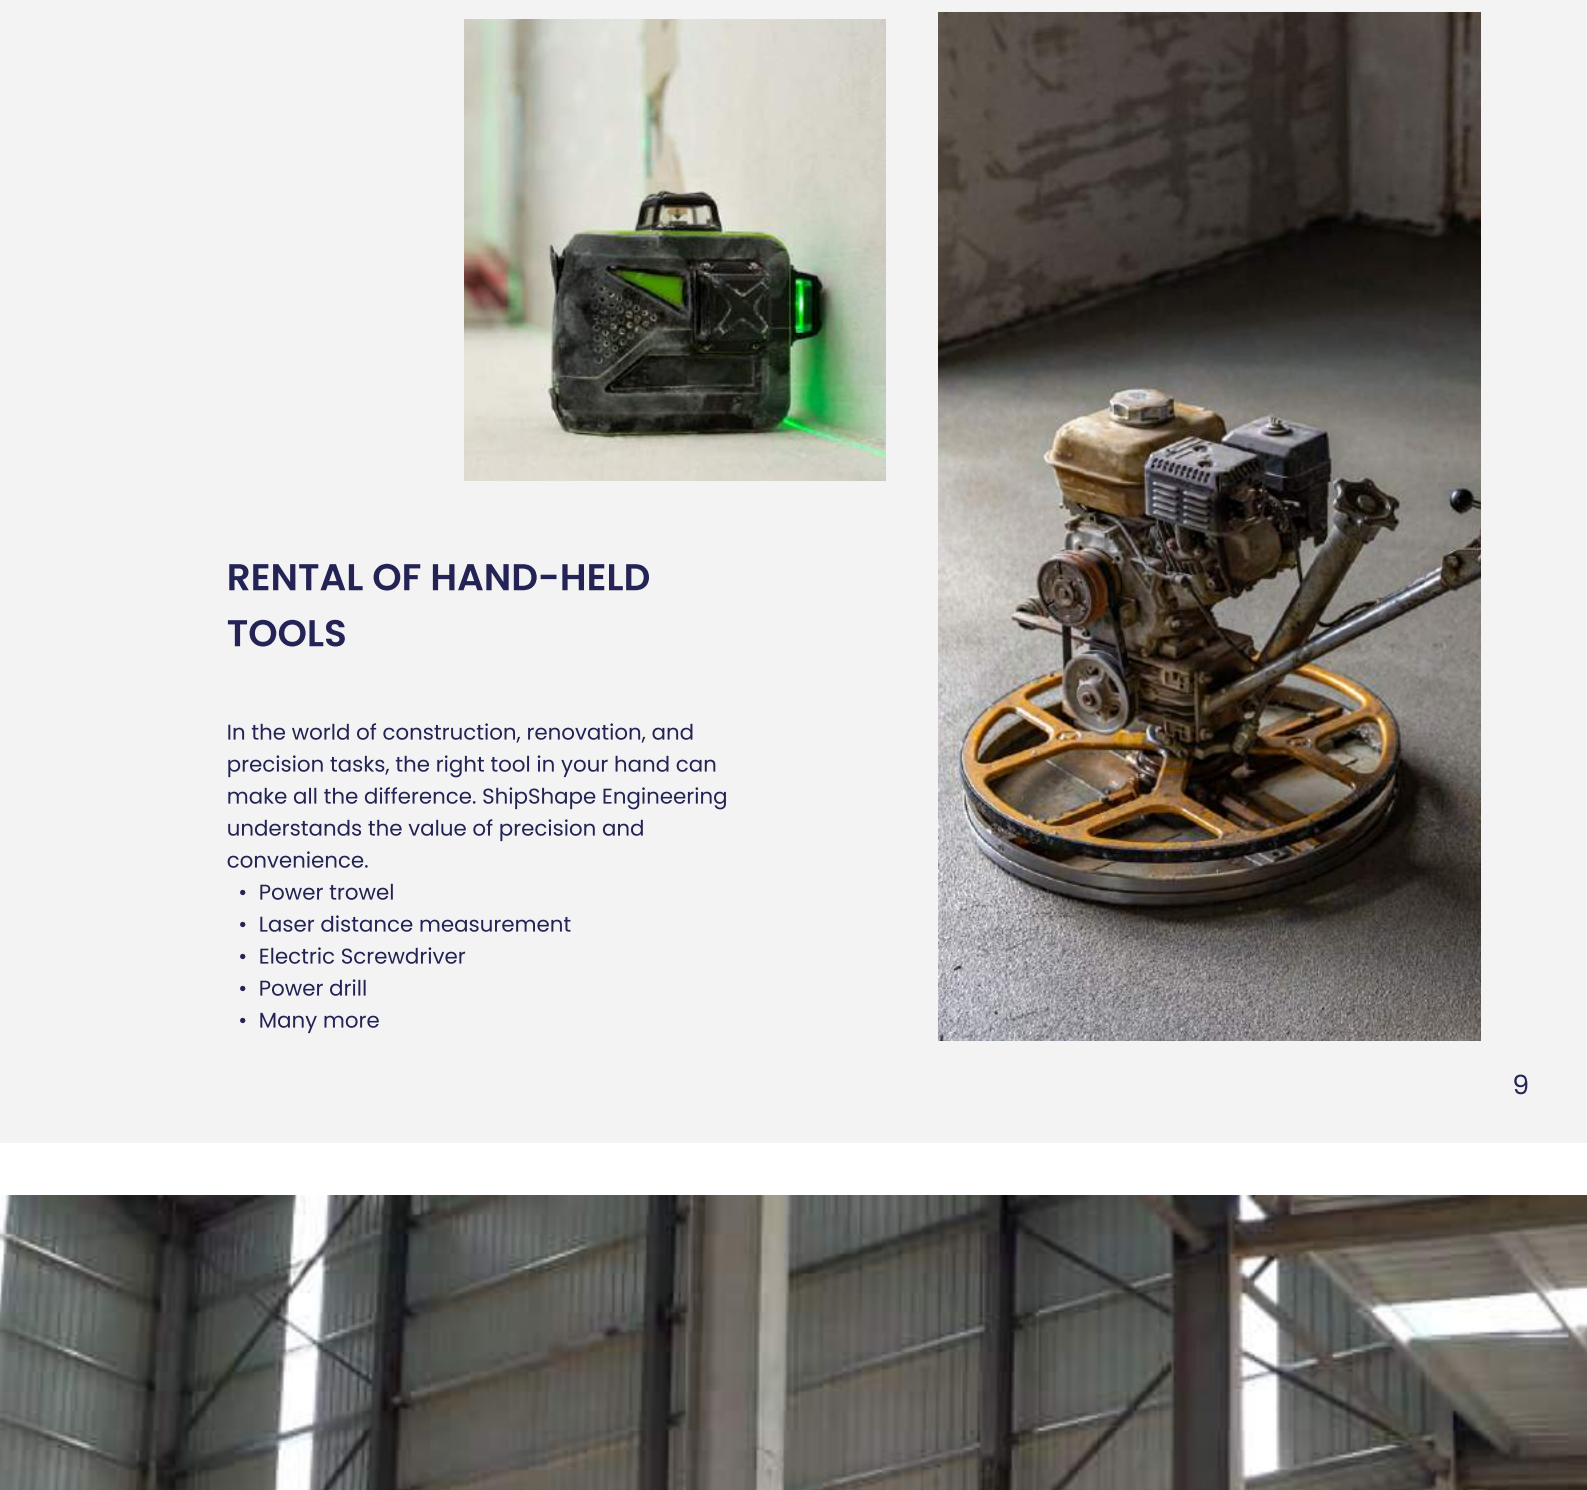 RENTAL OF HAND-HELD
TOOLS
In the world of construction, renovation, and
precision tasks, the right tool in your hand can
make all the difference. ShipShape Engineering
understands the value of precision and
convenience.
• Power trowel
• Laser distance measurement
• Electric Screwdriver
• Power drill
• Many more
9